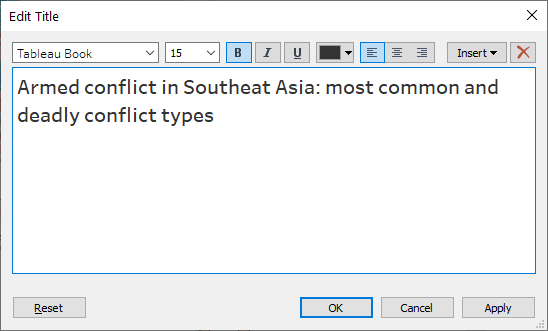 Edit Title
Tableau Book 15 B I U Insert
Armed conflict in Southeat Asia: most common and
deadly conflict types
Reset OK Cancel Apply